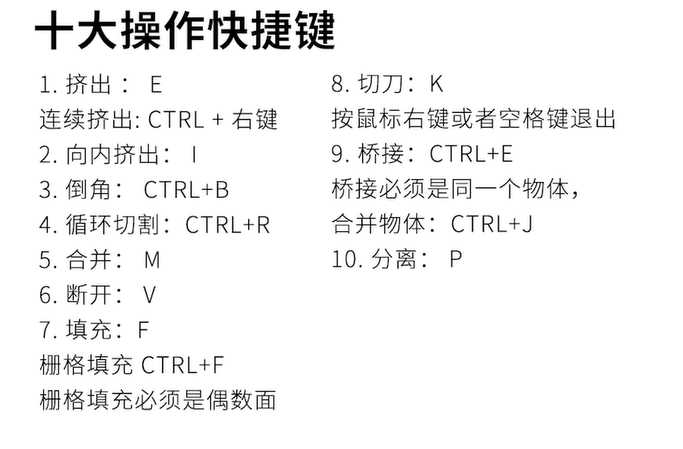 十大操作快捷键
1. 挤出： E
连续挤出: CTRL + 右键
2. 向内挤出： I
3. 倒角： CTRL+B
4. 循环切割：CTRL+R
5. 合并： M
6. 断开： V
7. 填充：F
栅格填充 CTRL+F
栅格填充必须是偶数面
8. 切刀：K
按鼠标右键或者空格键退出
9. 桥接：CTRL+E
桥接必须是同一个物体，
合并物体：CTRL+J
10. 分离： P